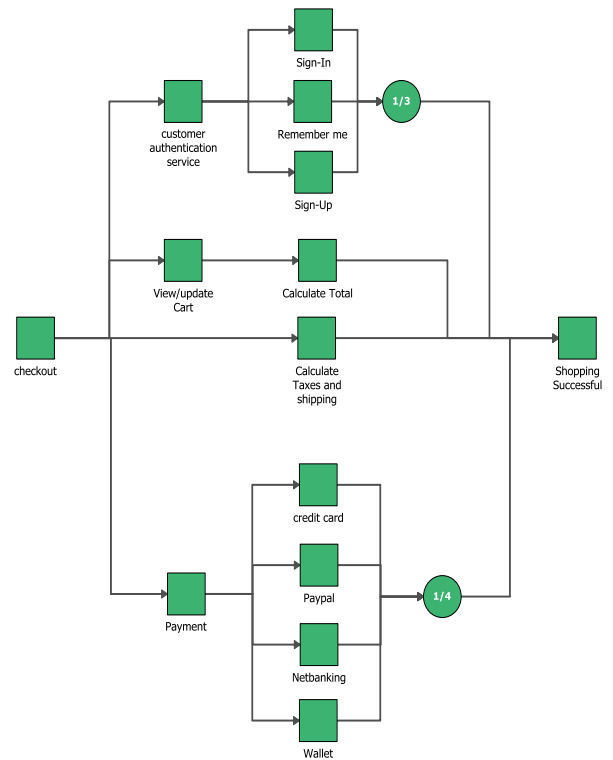 Sign-In
1/3
Remember me
customer
authentication
service
Sign-Up
View/update
Cart
Calculate Total
checkout
Calculate
Taxes and
shipping
Shopping
Successful
credit card
Paypal
1/4
Payment
Netbanking
Wallet